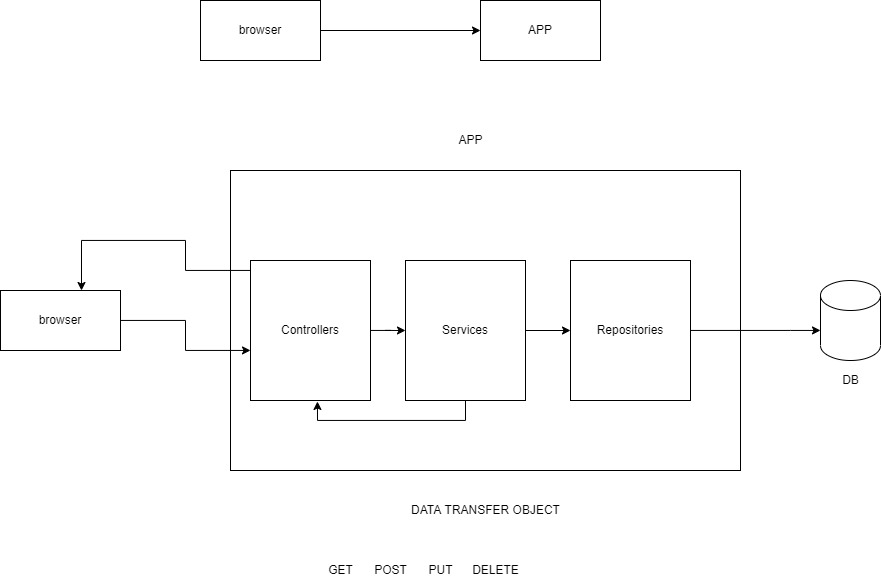 browser
APP
APP
browser
Controllers
Services
Repositories
DB
DATA TRANSFER OBJECT
GET POST PUT DELETE